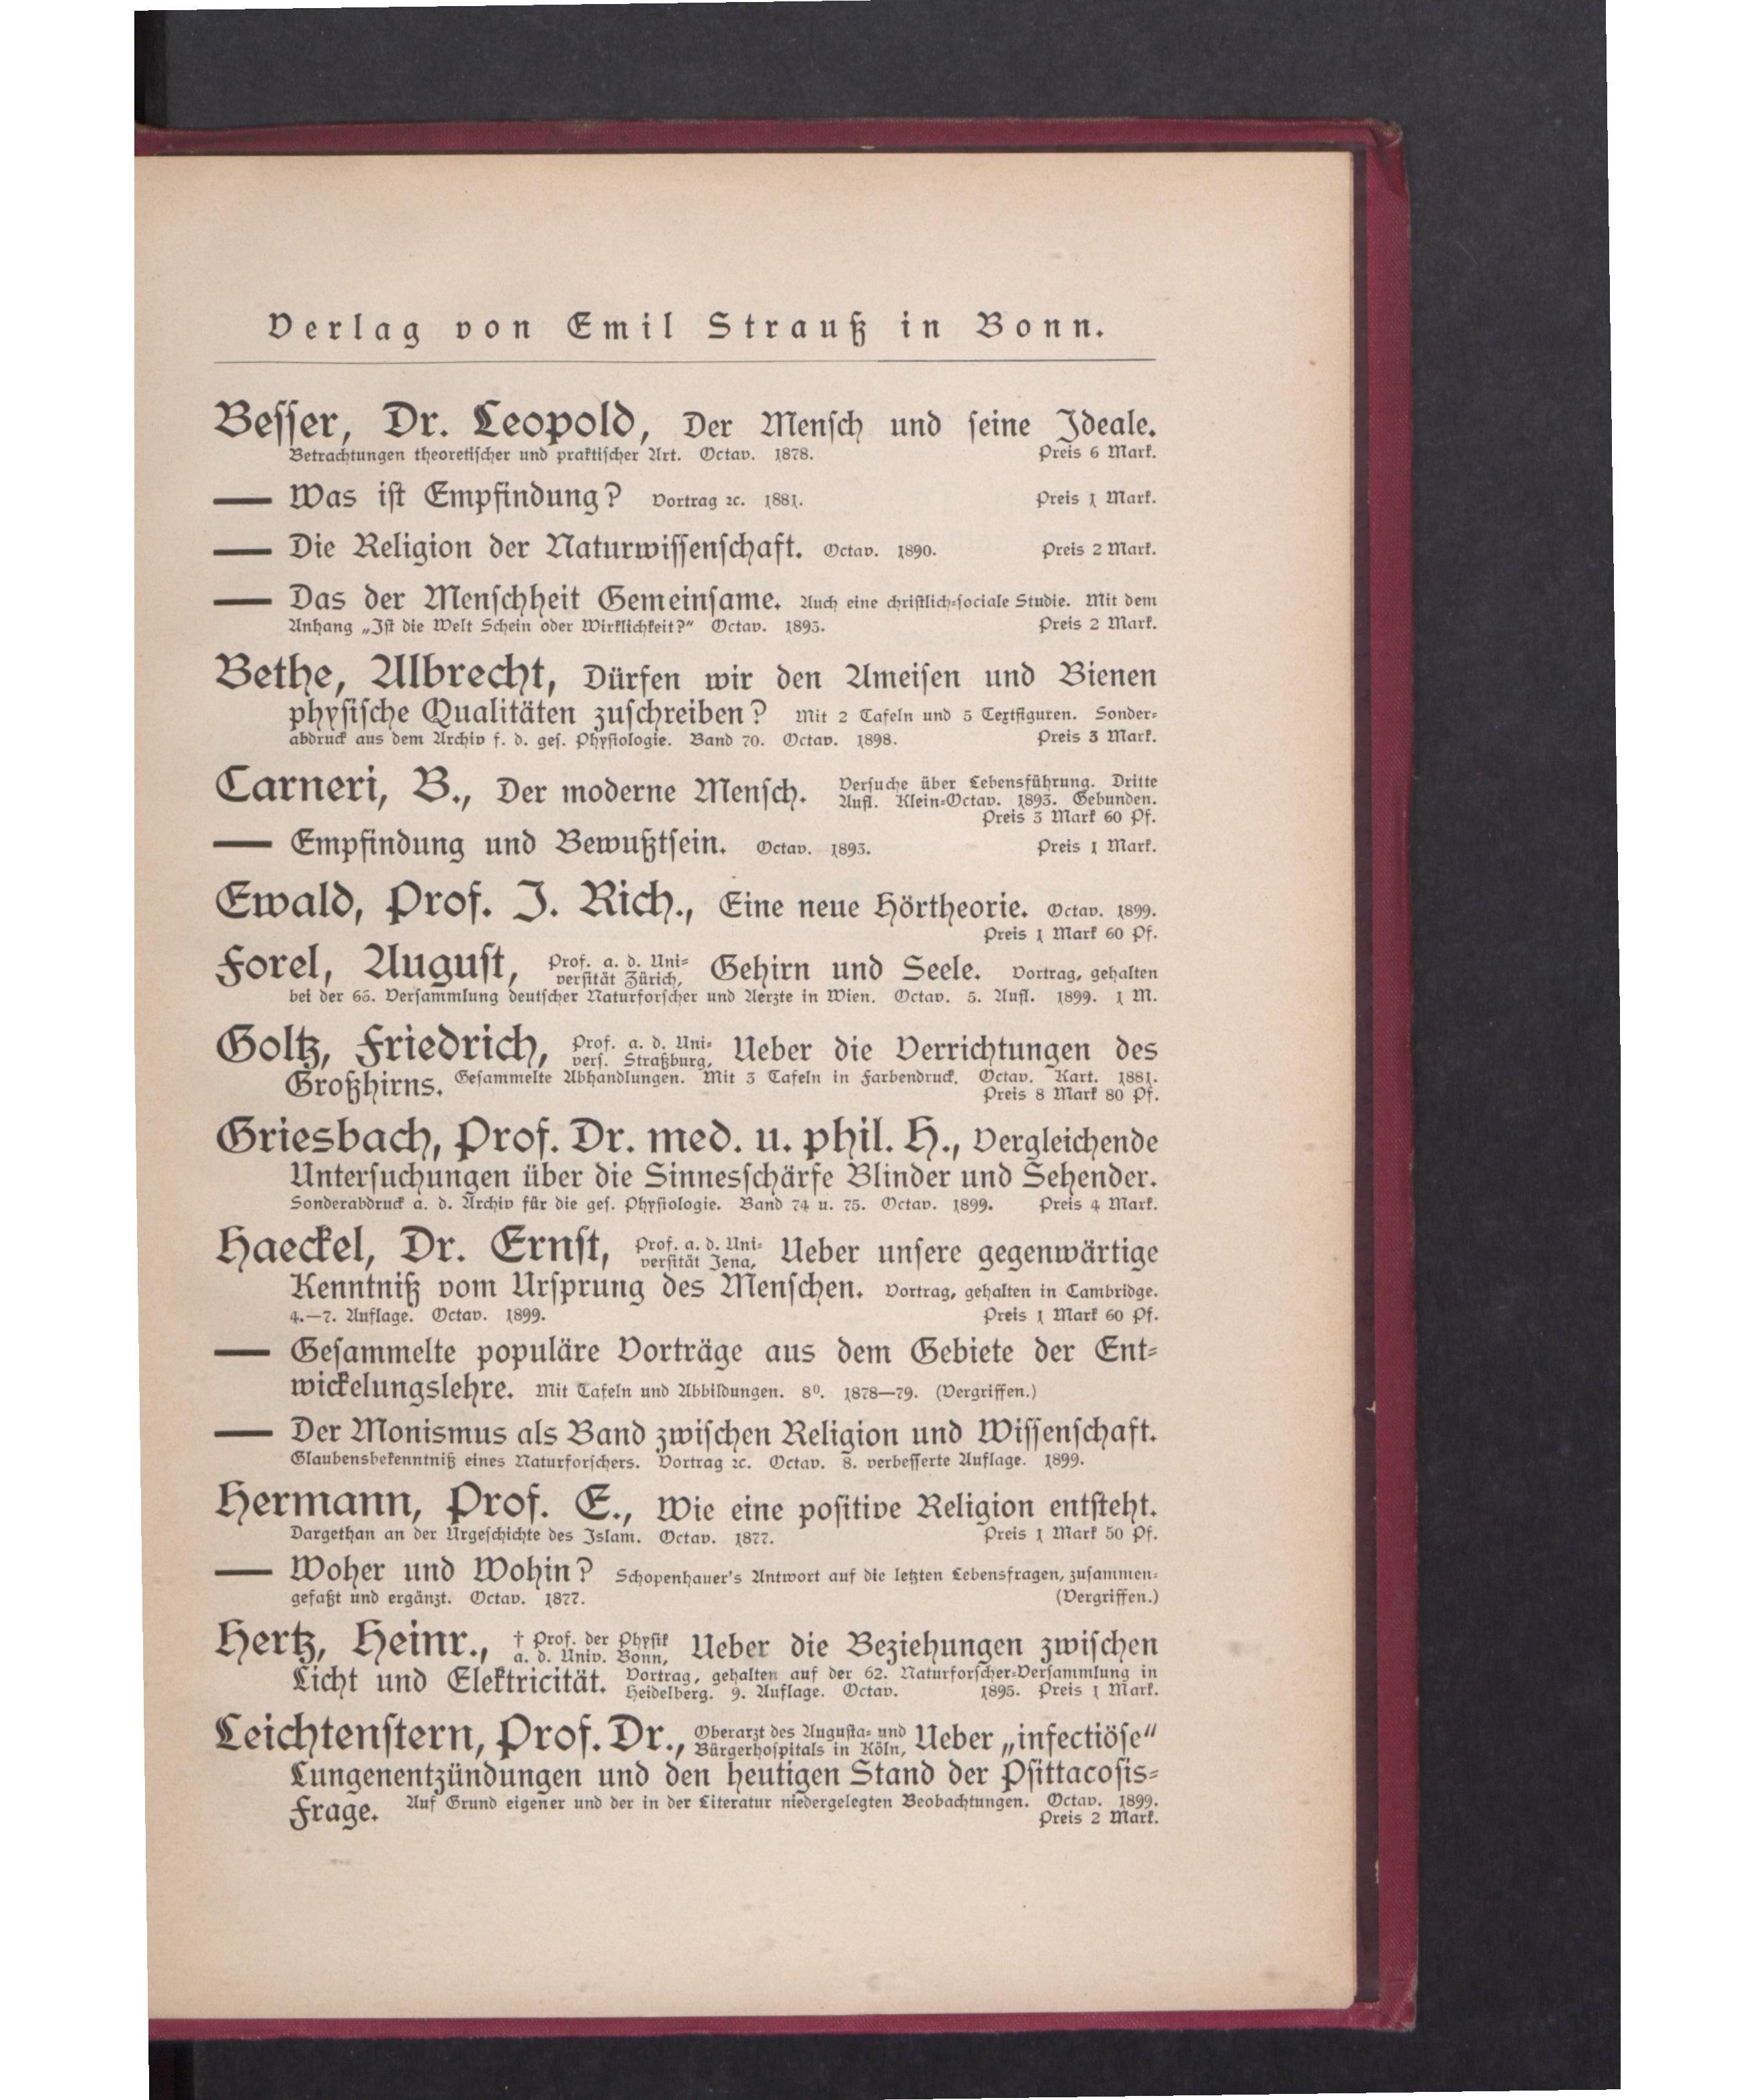 Verlag von Emil Strauß in Bonn.
Besser, Dr. Leopold, Der Mensch und seine Ideale.
Betrachtungen theoretischer und praktischer Art. Octav. 1878. Preis 6 Mark.
— Was ist Empfindung? Vortrag ꝛc. 1881. Preis 1 Mark.
— Die Religion der Naturwissenschaft. Octav. 1890. Preis 2 Mark.
— Das der Menschheit Gemeinsame. Auch eine christlich-sociale Studie. Mit dem
Anhang „Ist die Welt Schein oder Wirklichkeit?“ Octav. 1893. Preis 2 Mark.
Bethe, Albrecht, Dürfen wir den Ameisen und Bienen
physische Qualitäten zuschreiben? Mit 2 Tafeln und 5 Textfiguren. Sonder-
abdruck aus dem Archiv f. d. ges. Physiologie. Band 70. Octav. 1898. Preis 3 Mark.
Carneri, B., Der moderne Mensch. Versuche über Lebensführung. Dritte
Aufl. Klein-Octav. 1893. Gebunden.
Preis 3 Mark 60 Pf.
— Empfindung und Bewußtsein. Octav. 1893. Preis 1 Mark.
Ewald, Prof. J. Rich., Eine neue Hörtheorie. Octav. 1899.
Preis 1 Mark 60 Pf.
Forel, August, Prof. a. d. Uni-
versität Zürich, Gehirn und Seele. Vortrag, gehalten
bei der 66. Versammlung deutscher Naturforscher und Aerzte in Wien. Octav. 5. Aufl. 1899. 1 M.
Goltz, Friedrich, Prof. a. d. Uni-
vers. Straßburg, Ueber die Verrichtungen des
Großhirns. Gesammelte Abhandlungen. Mit 3 Tafeln in Farbendruck. Octav. Kart. 1881.
Preis 8 Mark 80 Pf.
Griesbach, Prof. Dr. med. u. phil. H., Vergleichende
Untersuchungen über die Sinnesschärfe Blinder und Sehender.
Sonderabdruck a. d. Archiv für die ges. Physiologie. Band 74 u. 75. Octav. 1899. Preis 4 Mark.
Haeckel, Dr. Ernst, Prof. a. d. Uni-
versität Jena, Ueber unsere gegenwärtige
Kenntniß vom Ursprung des Menschen. Vortrag, gehalten in Cambridge.
4.—7. Auflage. Octav. 1899. Preis 1 Mark 60 Pf.
— Gesammelte populäre Vorträge aus dem Gebiete der Ent-
wickelungslehre. Mit Tafeln und Abbildungen. 8⁰. 1878—79. (Vergriffen.)
— Der Monismus als Band zwischen Religion und Wissenschaft.
Glaubensbekenntniß eines Naturforschers. Vortrag ꝛc. Octav. 8. verbesserte Auflage. 1899.
Hermann, Prof. E., Wie eine positive Religion entsteht.
Dargethan an der Urgeschichte des Islam. Octav. 1877. Preis 1 Mark 50 Pf.
— Woher und Wohin? Schopenhauer's Antwort auf die letzten Lebensfragen, zusammen-
gefaßt und ergänzt. Octav. 1877. (Vergriffen.)
Hertz, Heinr., † Prof. der Physik
a. d. Univ. Bonn, Ueber die Beziehungen zwischen
Licht und Elektricität. Vortrag, gehalten auf der 62. Naturforscher-Versammlung in
Heidelberg. 9. Auflage. Octav. 1895. Preis 1 Mark.
Leichtenstern, Prof. Dr., Oberarzt des Augusta- und
Bürgerhospitals in Köln, Ueber „infectiöse“
Lungenentzündungen und den heutigen Stand der Psittacosis-
Frage. Auf Grund eigener und der in der Literatur niedergelegten Beobachtungen. Octav. 1899.
Preis 2 Mark.